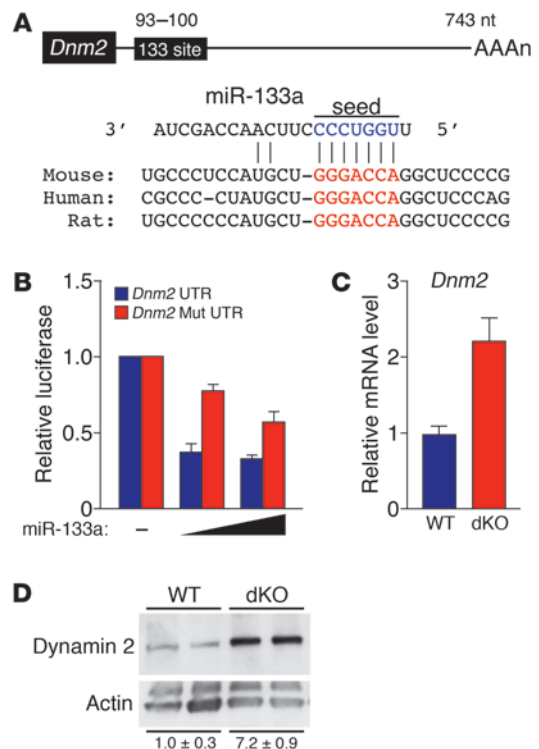 A
93–100 743 nt
Dnm2 133 site AAAn
miR-133a seed
3' AUCGACCAACUUCCCCUGGUU 5'
Mouse: UGCCCUCCAUGCU-GGGACCAGGCUCCCCG
Human: CGCCC-CUAUGCU-GGGACCAGGCUCCCAG
Rat: UGCCCCCCAUGCU-GGGACCAGGCUCCCCG
B
Relative luciferase
1.5
1.0
0.5
0
Dnm2 UTR
Dnm2 Mut UTR
miR-133a: –
C
Dnm2
Relative mRNA level
3
2
1
0
WT dKO
D
WT dKO
Dynamin 2
Actin
1.0 ± 0.3 7.2 ± 0.9